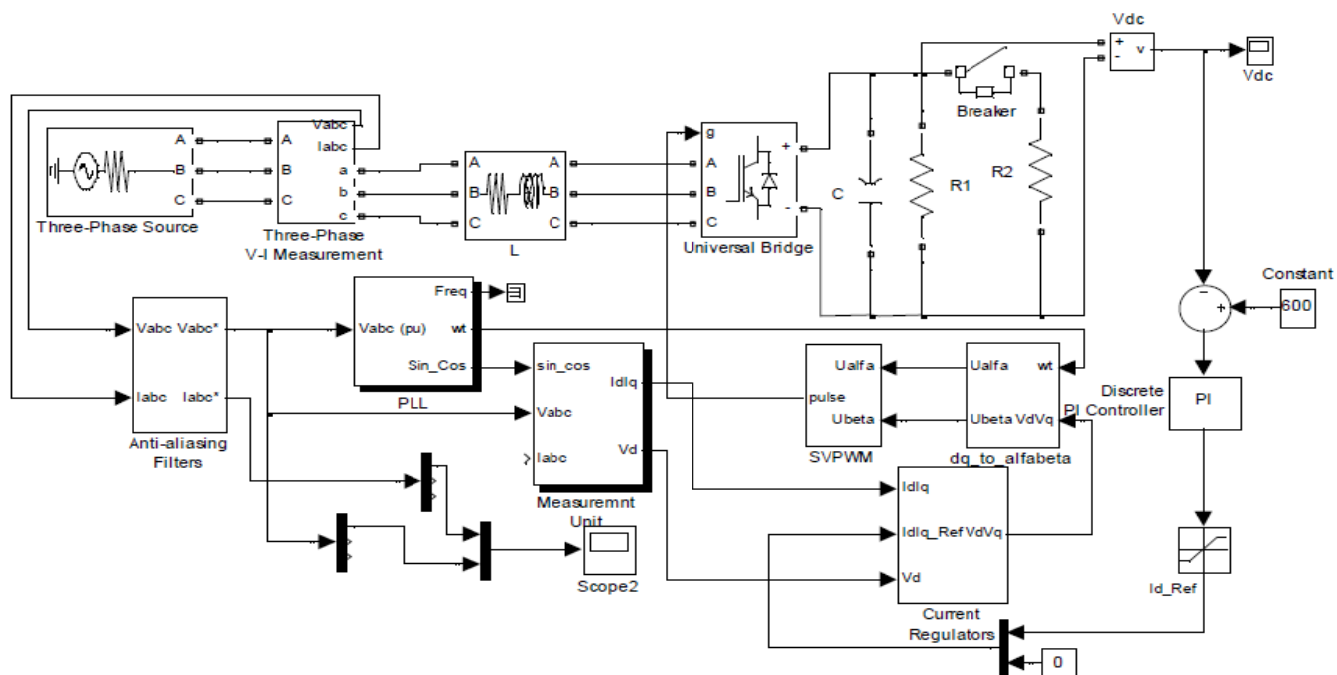 Vdc
+
-
v
Vdc
Breaker
Vabc
Iabc
A
B
C
A
B
C
a
b
c
A
B
C
A
B
C
g
A
B
C
+
-
C
R1
R2
Three-Phase Source
Three-Phase
V-I Measurement
L
Universal Bridge
Constant
600
-
+
Vabc Vabc*
Iabc Iabc*
Anti-aliasing
Filters
Freq
Vabc (pu)
wt
Sin_Cos
PLL
sin_cos
IdIq
Vabc
Iabc
Vd
Measuremnt
Unit
Ualfa
pulse
Ubeta
SVPWM
Ualfa
wt
Ubeta VdVq
dq_to_alfabeta
Discrete
PI Controller
PI
IdIq
IdIq_Ref VdVq
Vd
Current
Regulators
Scope2
Id_Ref
0